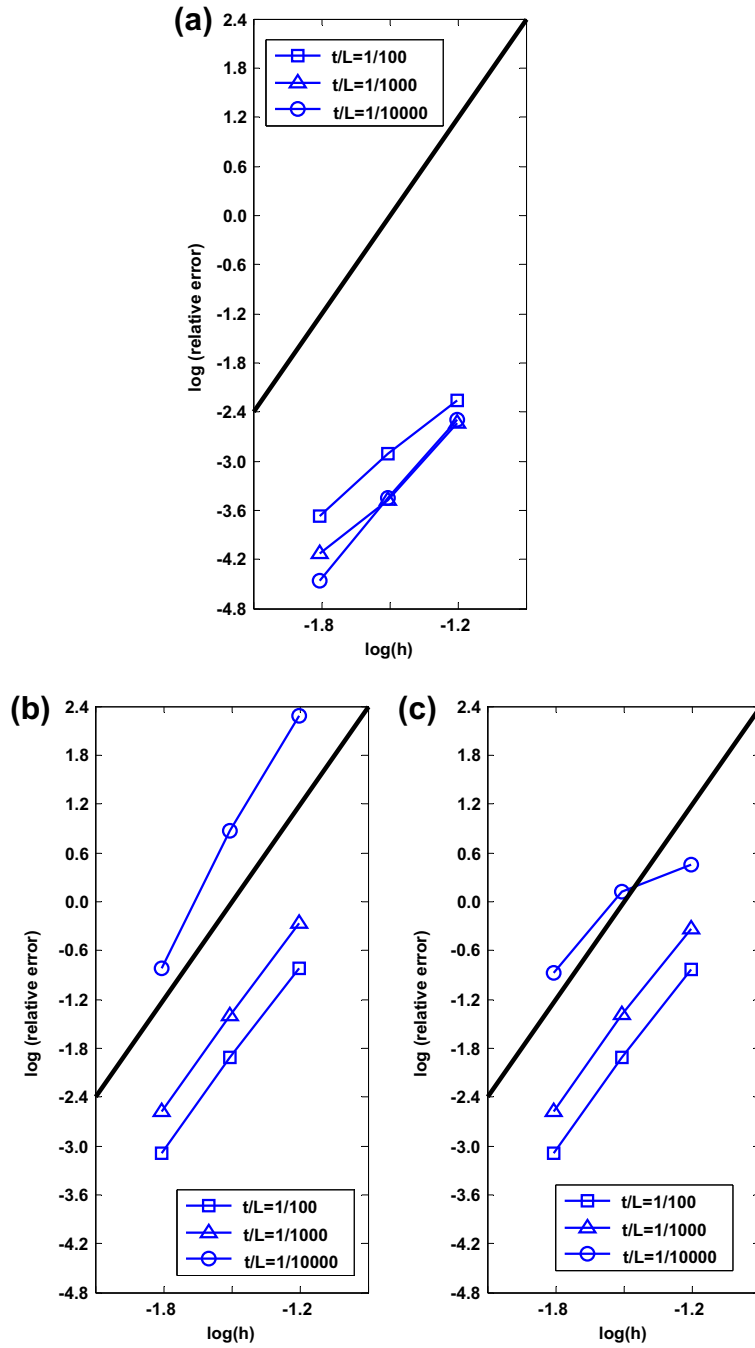 (a)
2.4
1.8
1.2
0.6
0.0
-0.6
-1.2
-1.8
-2.4
-3.0
-3.6
-4.2
-4.8
log (relative error)
t/L=1/100
t/L=1/1000
t/L=1/10000
-1.8
-1.2
log(h)
(b)
2.4
1.8
1.2
0.6
0.0
-0.6
-1.2
-1.8
-2.4
-3.0
-3.6
-4.2
-4.8
log (relative error)
t/L=1/100
t/L=1/1000
t/L=1/10000
-1.8
-1.2
log(h)
(c)
2.4
1.8
1.2
0.6
0.0
-0.6
-1.2
-1.8
-2.4
-3.0
-3.6
-4.2
-4.8
log (relative error)
t/L=1/100
t/L=1/1000
t/L=1/10000
-1.8
-1.2
log(h)